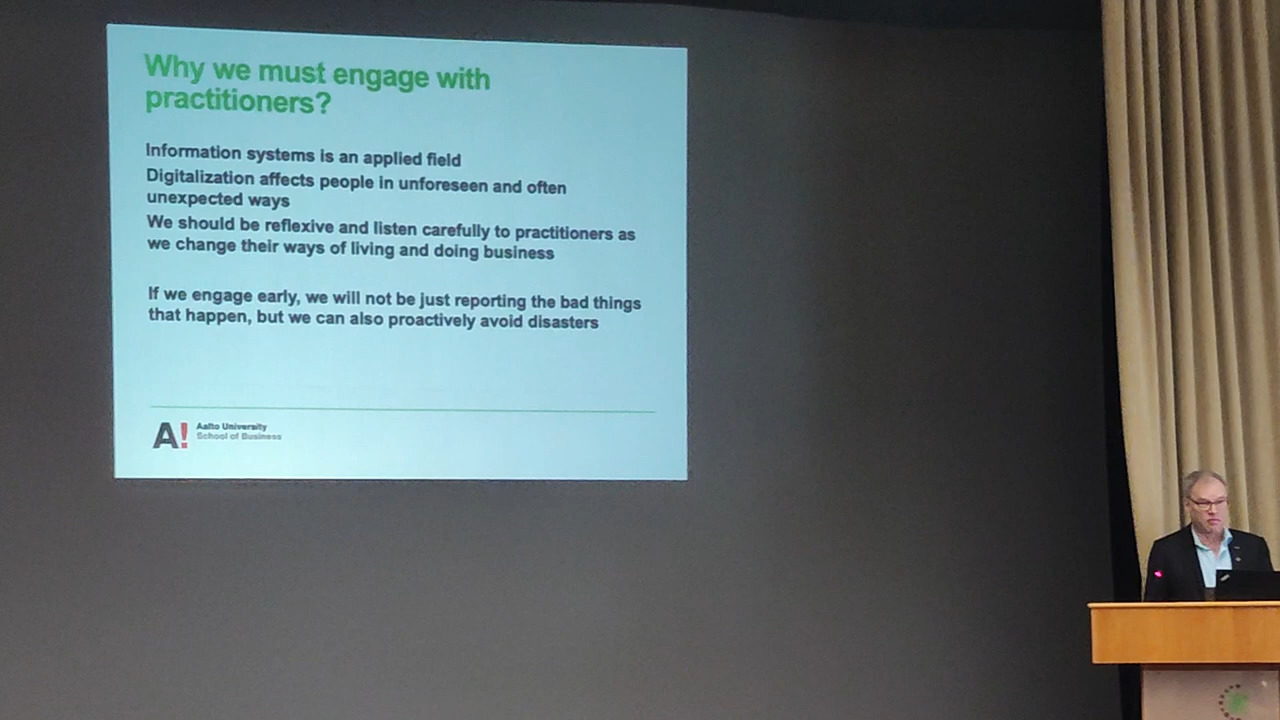 Why we must engage with
practitioners?
Information systems is an applied field
Digitalization affects people in unforeseen and often
unexpected ways
We should be reflexive and listen carefully to practitioners as
we change their ways of living and doing business
If we engage early, we will not be just reporting the bad things
that happen, but we can also proactively avoid disasters
A!
Aalto University
School of Business